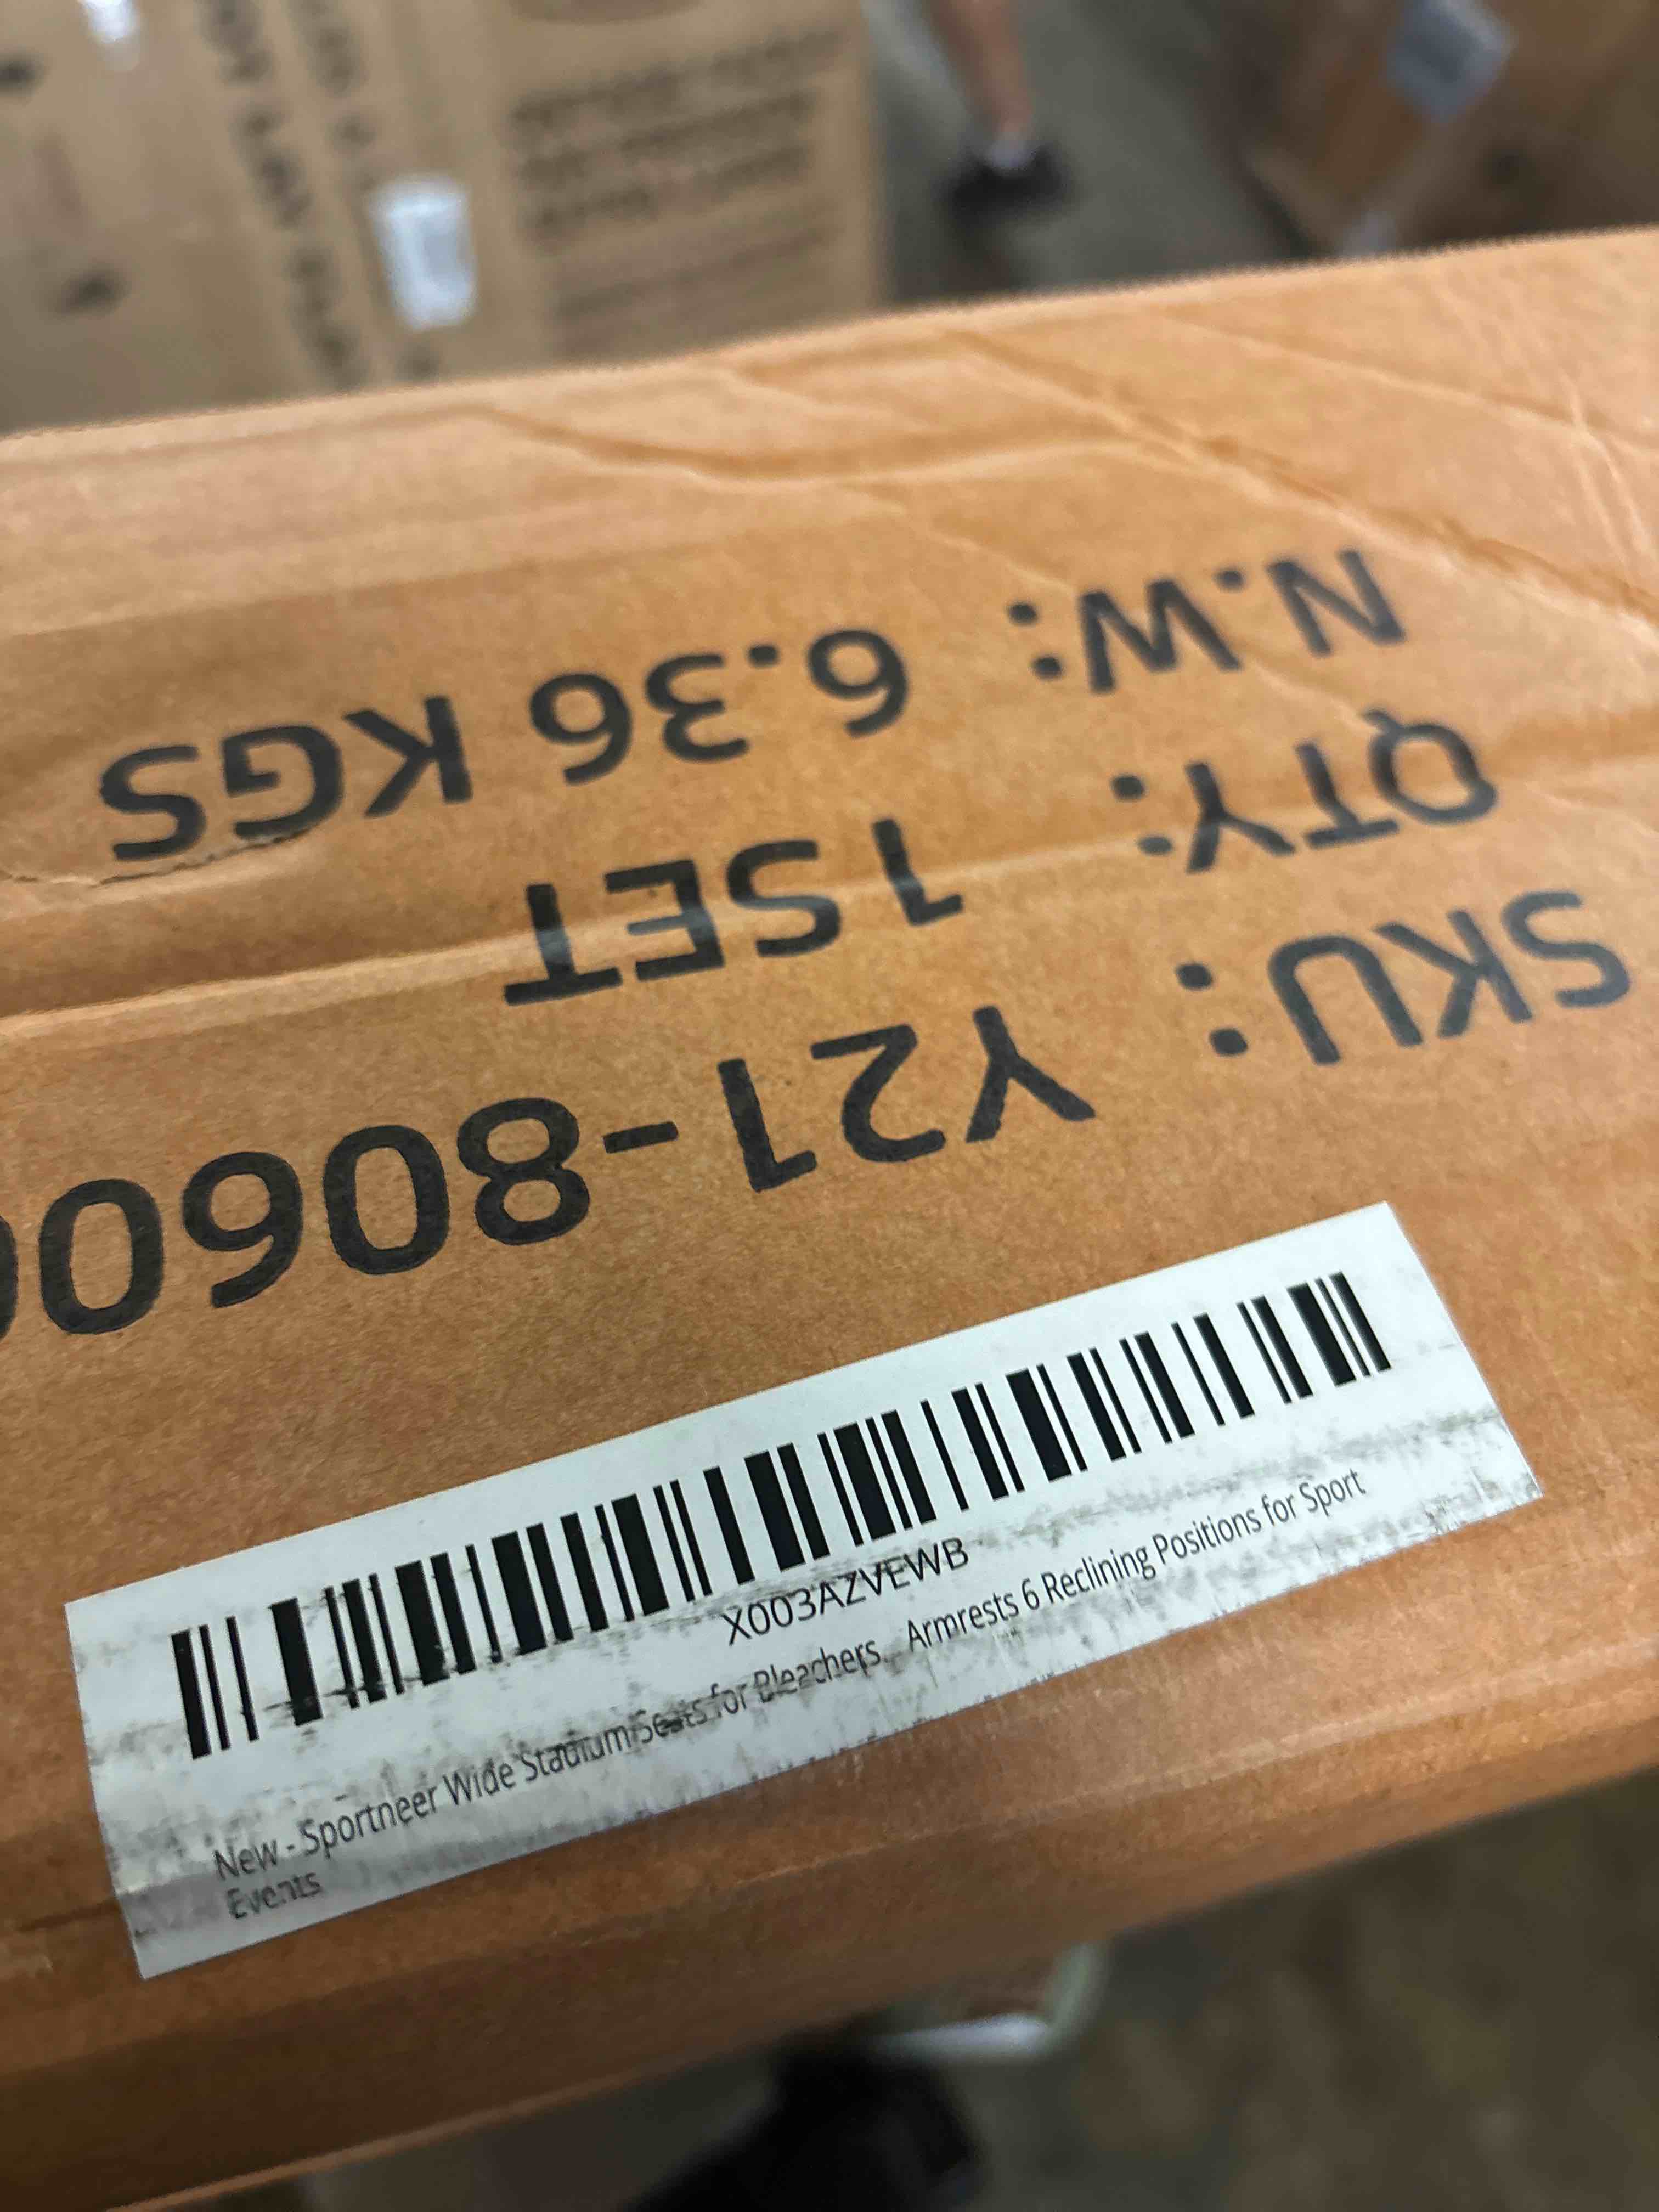 SKU: Y21-8060
QTY: 1SET
N.W: 6.36 KGS
X003AZVEWB
New - Sportneer Wide Stadium Seats for Bleachers, Armrests 6 Reclining Positions for Sport
Events